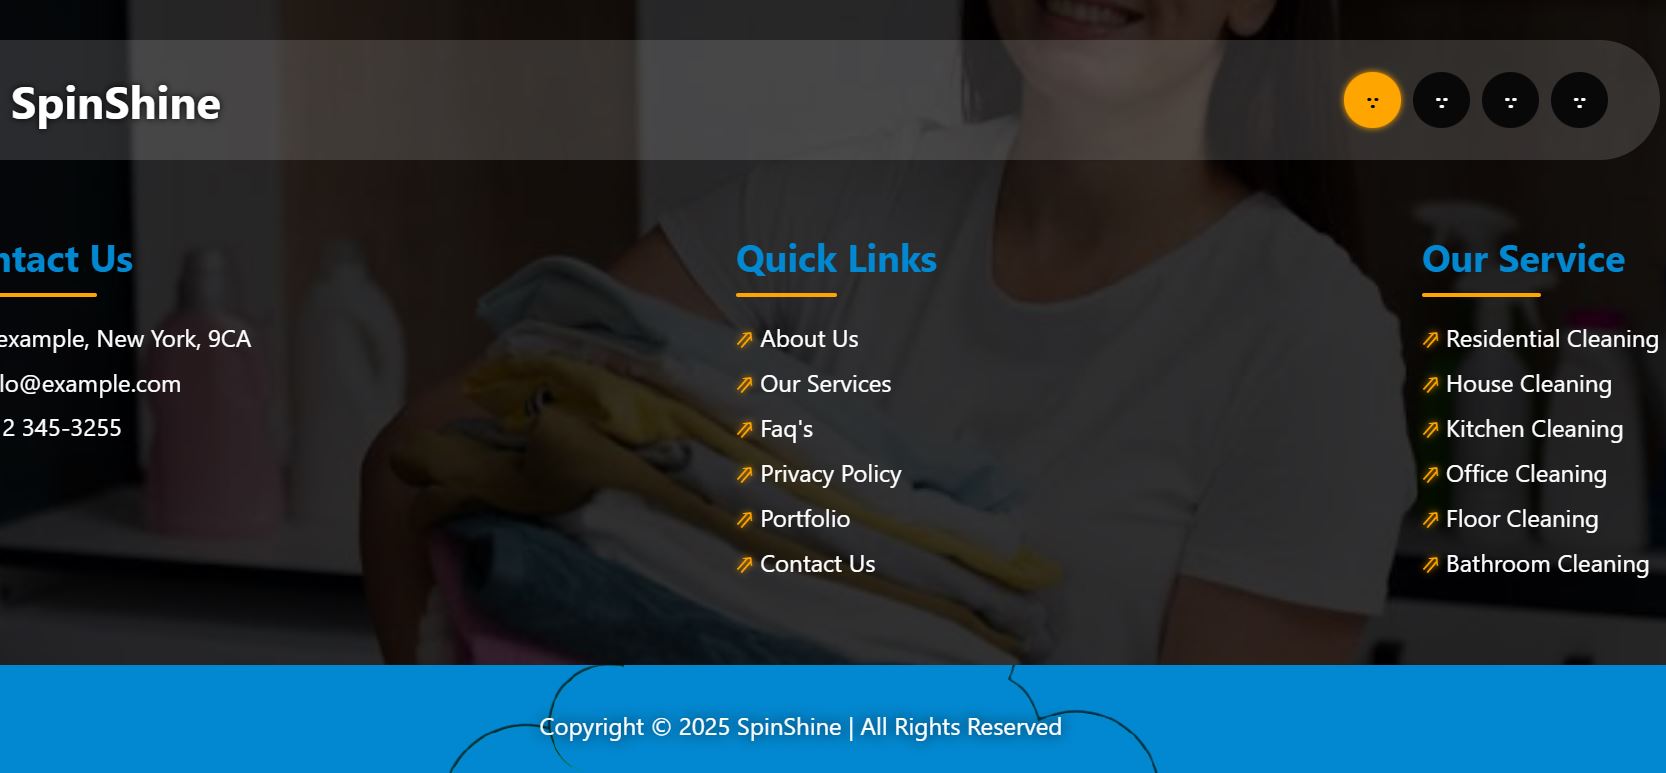 SpinShine
ntact Us
example, New York, 9CA
lo@example.com
2 345-3255
Quick Links
About Us
Our Services
Faq's
Privacy Policy
Portfolio
Contact Us
Our Service
Residential Cleaning
House Cleaning
Kitchen Cleaning
Office Cleaning
Floor Cleaning
Bathroom Cleaning
Copyright © 2025 SpinShine | All Rights Reserved